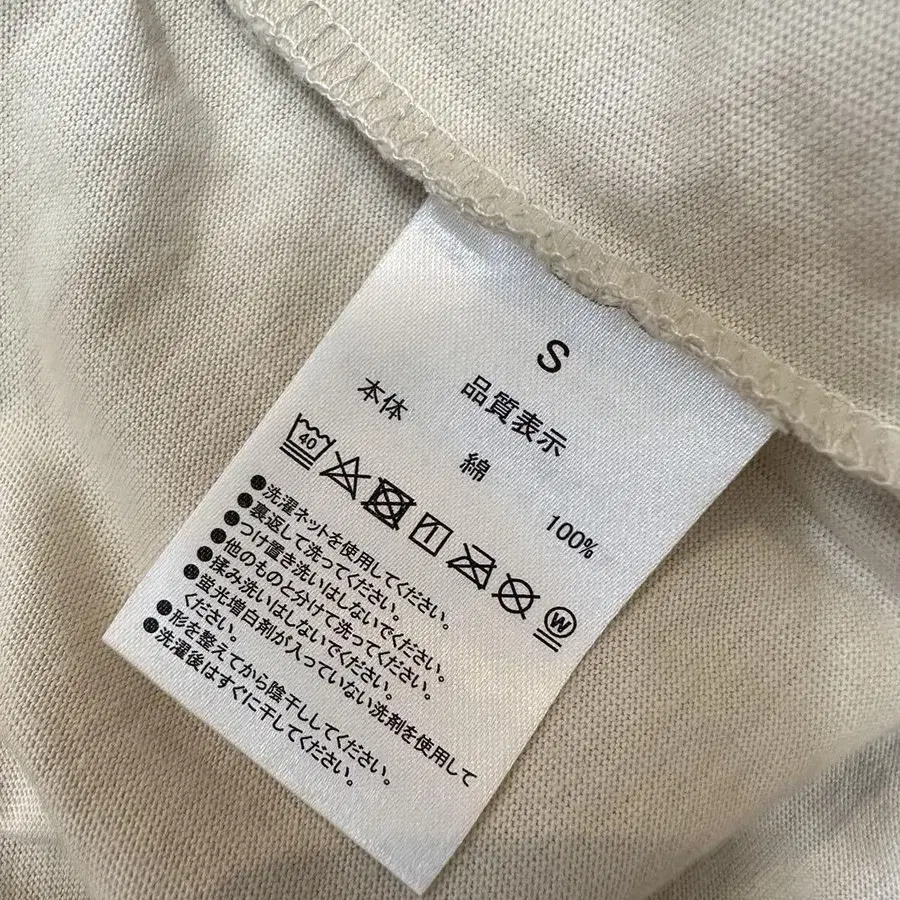 S
品質表示
本体 綿 100%
40
W
●洗濯ネットを使用してください。
●裏返して洗ってください。
●つけ置き洗いはしないでください。
●他のものと分けて洗ってください。
●揉み洗いはしないでください。
●蛍光増白剤が入っていない洗剤を使用して
ください。
●形を整えてから陰干ししてください。
●洗濯後はすぐに干してください。